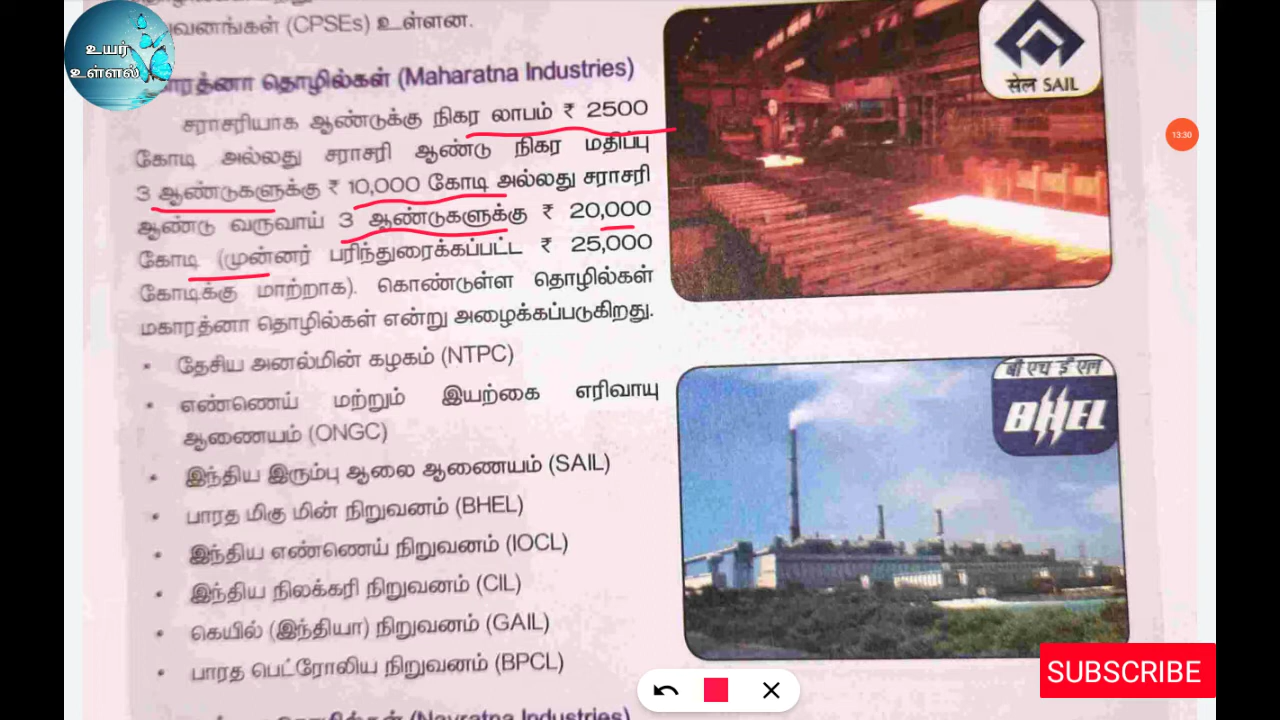 றுவனங்கள் (CPSEs) உள்ளன.
உயர்
உள்ளல்
காரத்னா தொழில்கள் (Maharatna Industries)
சராசரியாக ஆண்டுக்கு நிகர லாபம் ₹ 2500
கோடி அல்லது சராசரி ஆண்டு நிகர மதிப்பு
3 ஆண்டுகளுக்கு ₹ 10,000 கோடி அல்லது சராசரி
ஆண்டு வருவாய் 3 ஆண்டுகளுக்கு ₹ 20,000
கோடி (முன்னர் பரிந்துரைக்கப்பட்ட ₹ 25,000
கோடிக்கு மாற்றாக). கொண்டுள்ள தொழில்கள்
மகாரத்னா தொழில்கள் என்று அழைக்கப்படுகிறது.
• தேசிய அனல்மின் கழகம் (NTPC)
• எண்ணெய் மற்றும் இயற்கை எரிவாயு
ஆணையம் (ONGC)
• இந்திய இரும்பு ஆலை ஆணையம் (SAIL)
• பாரத மிகு மின் நிறுவனம் (BHEL)
• இந்திய எண்ணெய் நிறுவனம் (IOCL)
• இந்திய நிலக்கரி நிறுவனம் (CIL)
• கெயில் (இந்தியா) நிறுவனம் (GAIL)
• பாரத பெட்ரோலிய நிறுவனம் (BPCL)
(Navratna Industries)
सेल SAIL
13:30
बी एच ई एल
BHEL
SUBSCRIBE